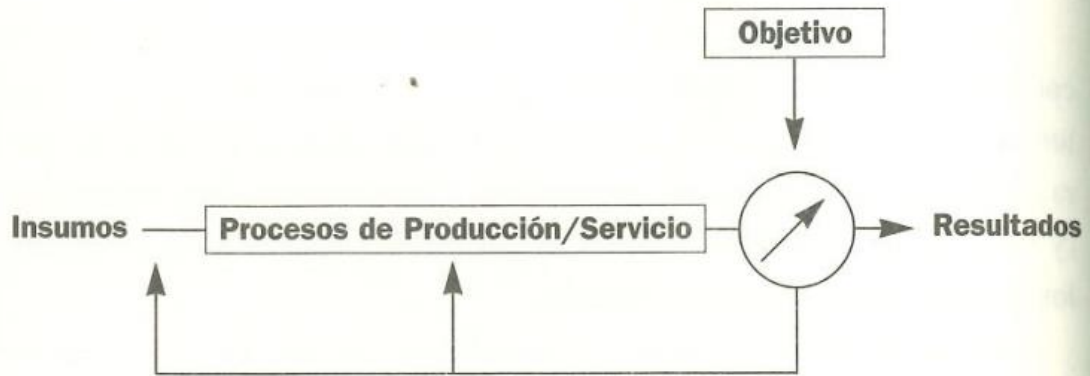 Objetivo
Insumos
Procesos de Producción/Servicio
Resultados